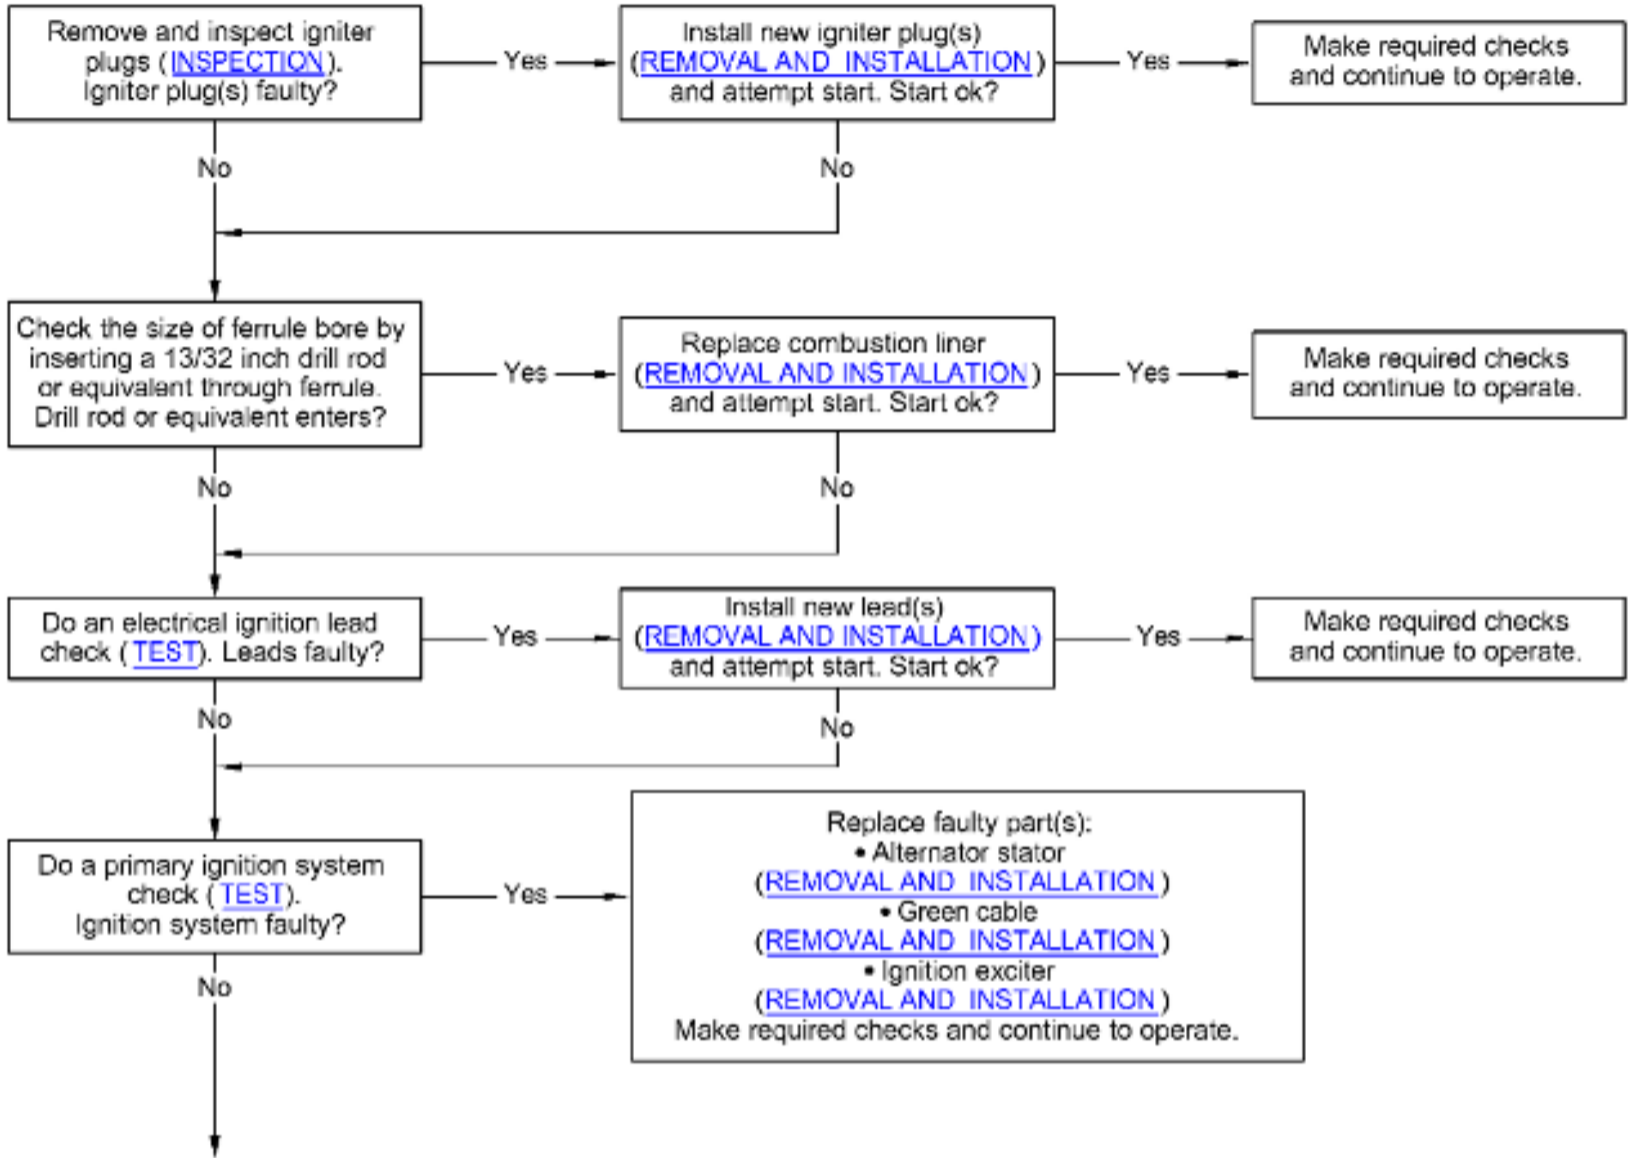 Remove and inspect igniter
plugs (INSPECTION).
Igniter plug(s) faulty?
Yes
Install new igniter plug(s)
(REMOVAL AND INSTALLATION)
and attempt start. Start ok?
Yes
Make required checks
and continue to operate.
No
No
Check the size of ferrule bore by
inserting a 13/32 inch drill rod
or equivalent through ferrule.
Drill rod or equivalent enters?
Yes
Replace combustion liner
(REMOVAL AND INSTALLATION)
and attempt start. Start ok?
Yes
Make required checks
and continue to operate.
No
No
Do an electrical ignition lead
check (TEST). Leads faulty?
Yes
Install new lead(s)
(REMOVAL AND INSTALLATION)
and attempt start. Start ok?
Yes
Make required checks
and continue to operate.
No
No
Do a primary ignition system
check (TEST).
Ignition system faulty?
Yes
Replace faulty part(s):
• Alternator stator
(REMOVAL AND INSTALLATION)
• Green cable
(REMOVAL AND INSTALLATION)
• Ignition exciter
(REMOVAL AND INSTALLATION)
Make required checks and continue to operate.
No